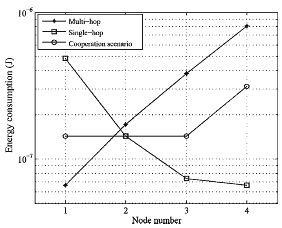 10^-6
Multi-hop
Single-hop
Cooperation scenario
Energy consumption (J)
10^-7
1 2 3 4
Node number